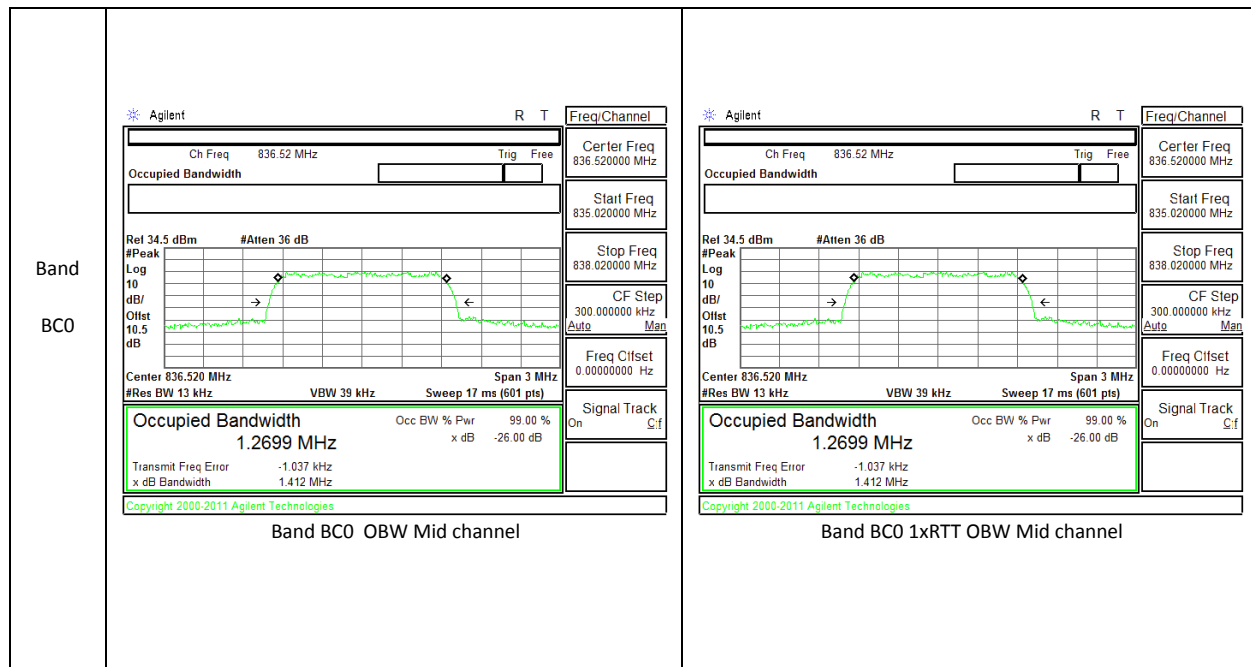 Band
BC0
Agilent R T
Ch Freq 836.52 MHz Trig Free
Occupied Bandwidth
Ref 34.5 dBm #Atten 36 dB
#Peak
Log
10
dB/
Offst
10.5
dB
Center 836.520 MHz Span 3 MHz
#Res BW 13 kHz VBW 39 kHz Sweep 17 ms (601 pts)
Occupied Bandwidth Occ BW % Pwr 99.00 %
1.2699 MHz x dB -26.00 dB
Transmit Freq Error -1.037 kHz
x dB Bandwidth 1.412 MHz
Copyright 2000-2011 Agilent Technologies
Freq/Channel
Center Freq
836.520000 MHz
Start Freq
835.020000 MHz
Stop Freq
838.020000 MHz
CF Step
300.000000 kHz
Auto Man
Freq Offset
0.00000000 Hz
Signal Track
On Off
Band BC0 OBW Mid channel
Agilent R T
Ch Freq 836.52 MHz Trig Free
Occupied Bandwidth
Ref 34.5 dBm #Atten 36 dB
#Peak
Log
10
dB/
Offst
10.5
dB
Center 836.520 MHz Span 3 MHz
#Res BW 13 kHz VBW 39 kHz Sweep 17 ms (601 pts)
Occupied Bandwidth Occ BW % Pwr 99.00 %
1.2699 MHz x dB -26.00 dB
Transmit Freq Error -1.037 kHz
x dB Bandwidth 1.412 MHz
Copyright 2000-2011 Agilent Technologies
Freq/Channel
Center Freq
836.520000 MHz
Start Freq
835.020000 MHz
Stop Freq
838.020000 MHz
CF Step
300.000000 kHz
Auto Man
Freq Offset
0.00000000 Hz
Signal Track
On Off
Band BC0 1xRTT OBW Mid channel